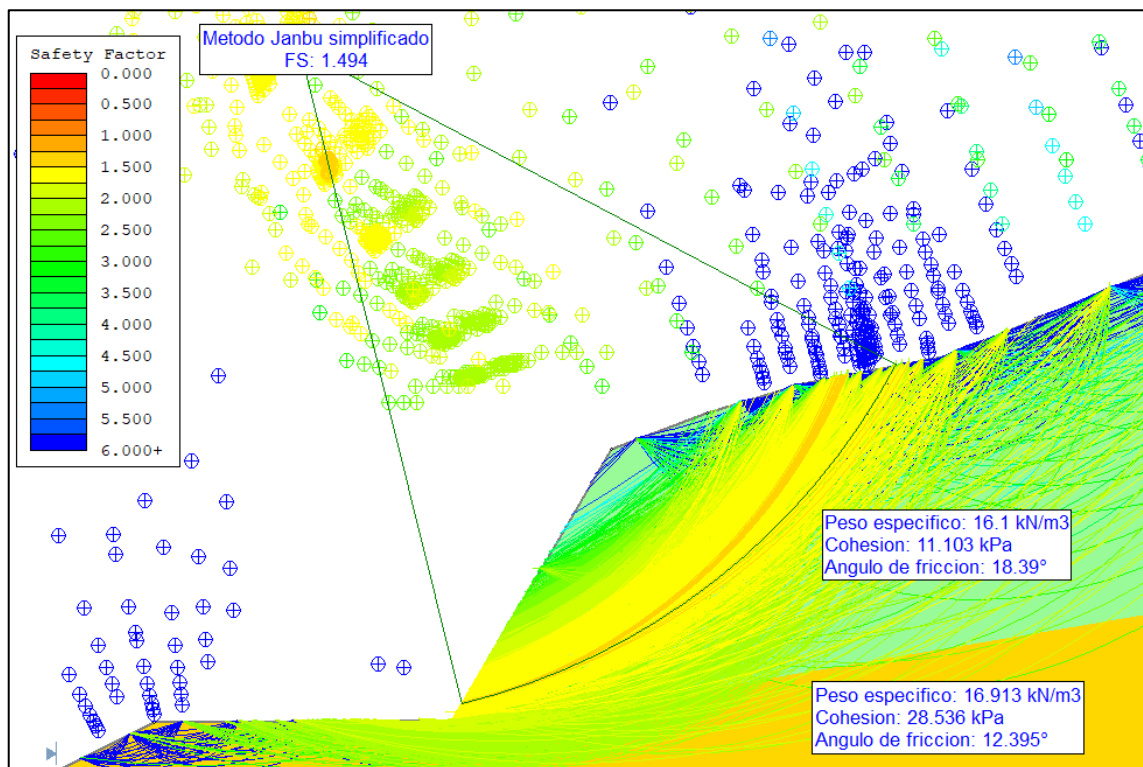 Metodo Janbu simplificado
FS: 1.494
Safety Factor
0.000
0.500
1.000
1.500
2.000
2.500
3.000
3.500
4.000
4.500
5.000
5.500
6.000+
Peso especifico: 16.1 kN/m3
Cohesion: 11.103 kPa
Angulo de friccion: 18.39°
Peso especifico: 16.913 kN/m3
Cohesion: 28.536 kPa
Angulo de friccion: 12.395°